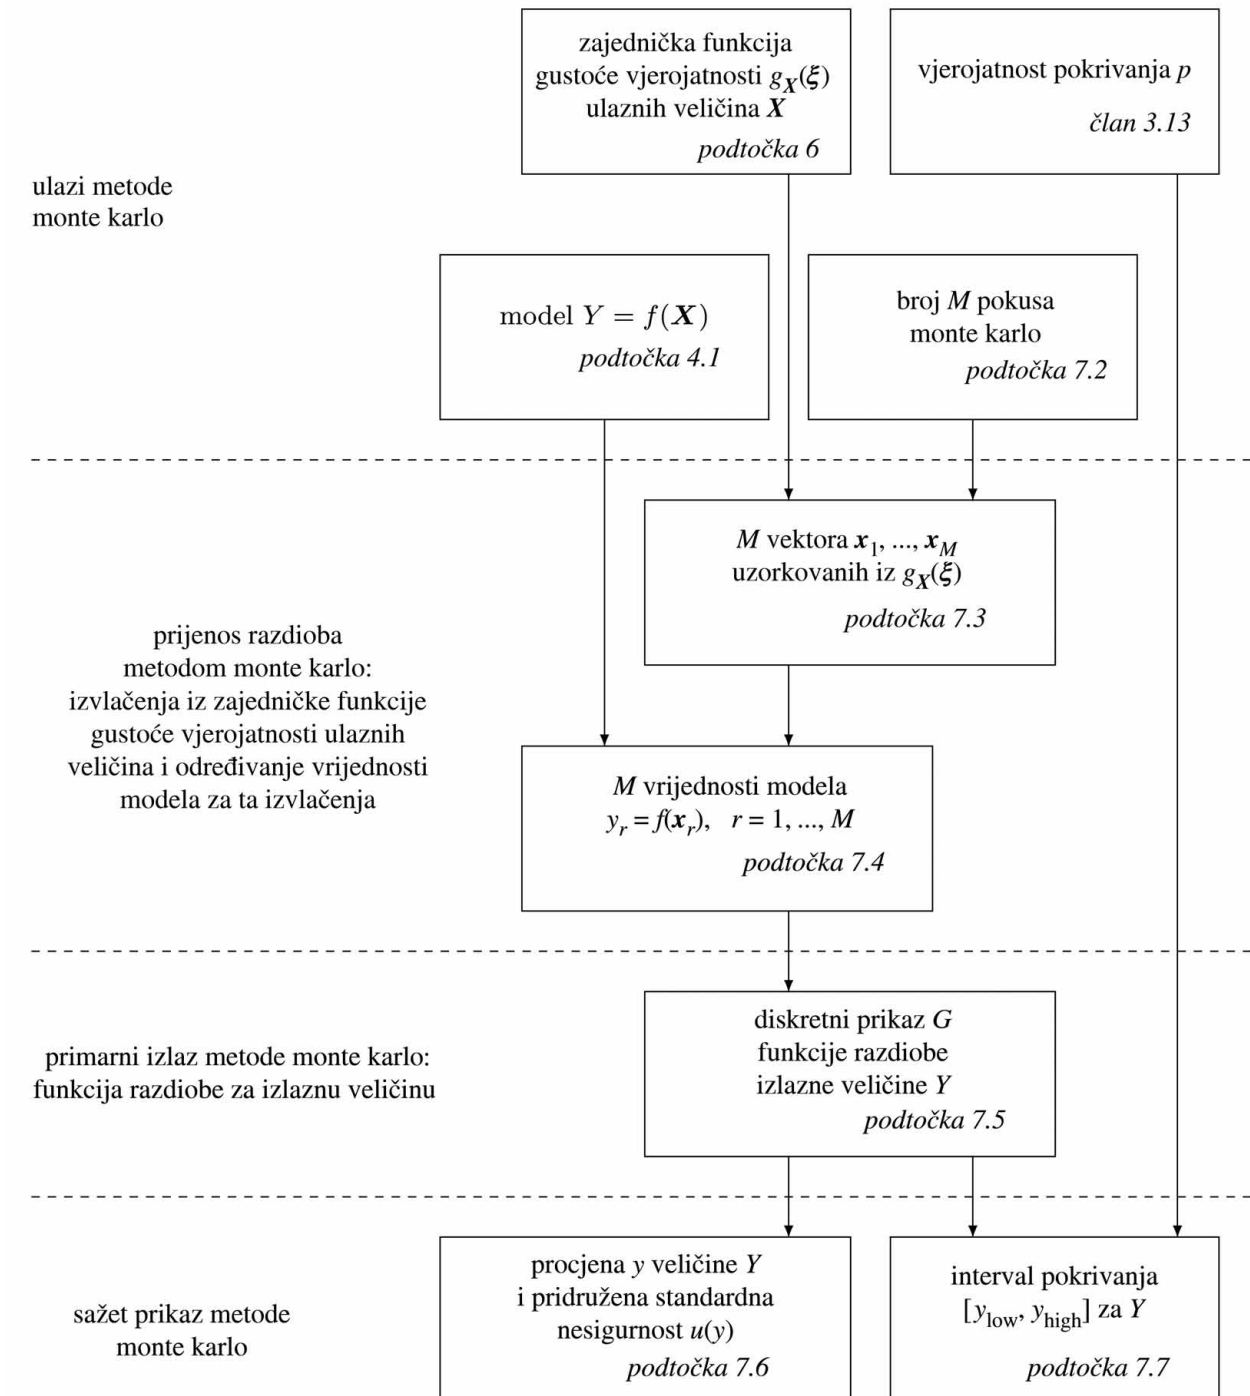 zajednička funkcija
gustoće vjerojatnosti g_X(ξ)
ulaznih veličina X
podtočka 6
vjerojatnost pokrivanja p
član 3.13
ulazi metode
monte karlo
model Y = f(X)
podtočka 4.1
broj M pokusa
monte karlo
podtočka 7.2
M vektora x_1, ..., x_M
uzorkovanih iz g_X(ξ)
podtočka 7.3
prijenos razdioba
metodom monte karlo:
izvlačenja iz zajedničke funkcije
gustoće vjerojatnosti ulaznih
veličina i određivanje vrijednosti
modela za ta izvlačenja
M vrijednosti modela
y_r = f(x_r), r = 1, ..., M
podtočka 7.4
primarni izlaz metode monte karlo:
funkcija razdiobe za izlaznu veličinu
diskretni prikaz G
funkcije razdiobe
izlazne veličine Y
podtočka 7.5
sažet prikaz metode
monte karlo
procjena y veličine Y
i pridružena standardna
nesigurnost u(y)
podtočka 7.6
interval pokrivanja
[y_low, y_high] za Y
podtočka 7.7